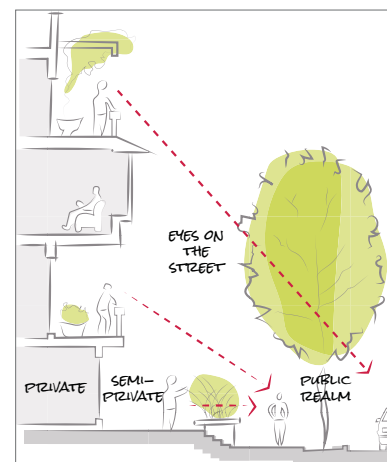 EYES ON
THE
STREET
PRIVATE
SEMI-
PRIVATE
PUBLIC
REALM